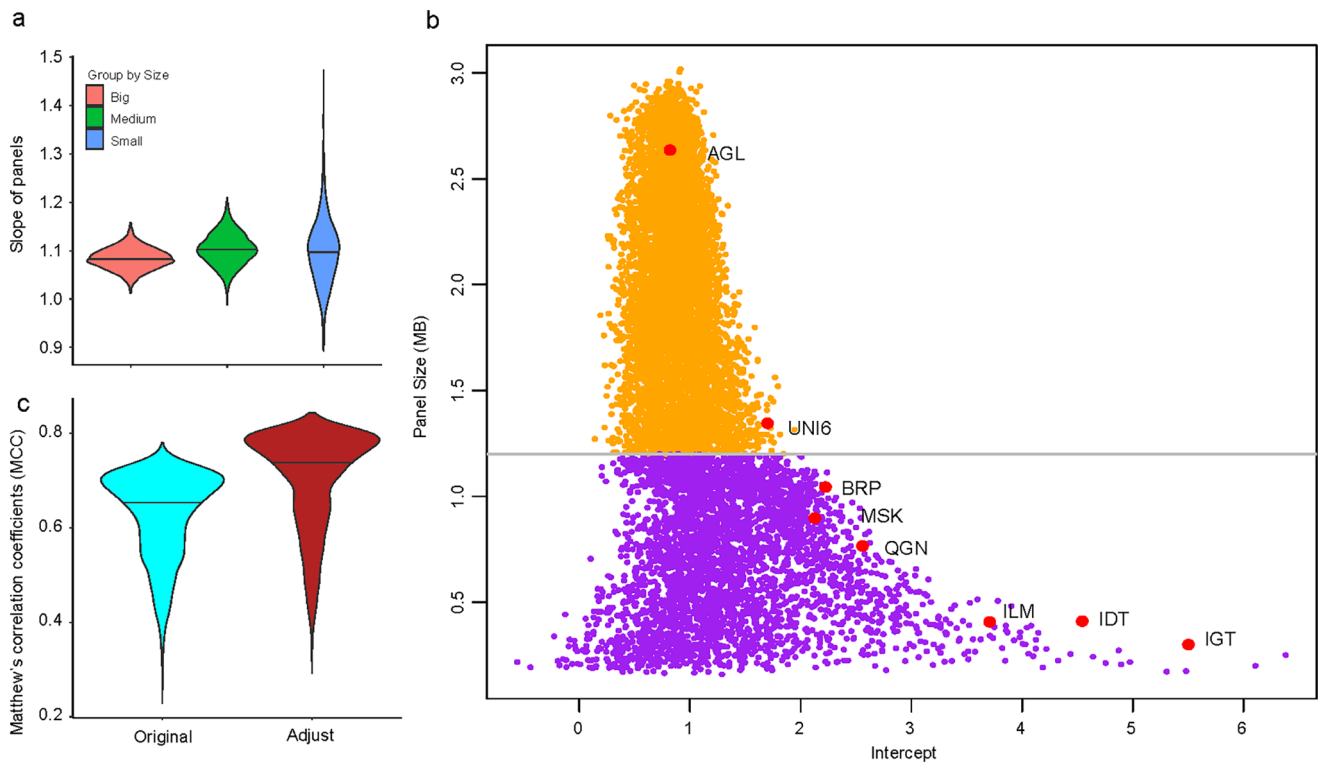 a
Slope of panels
1.5
1.4
1.3
1.2
1.1
1.0
0.9
Group by Size
Big
Medium
Small
b
Panel Size (MB)
3.0
2.5
2.0
1.5
1.0
0.5
AGL
UNI6
BRP
MSK
QGN
ILM
IDT
IGT
0 1 2 3 4 5 6
Intercept
c
Matthew's correlation coefficients (MCC)
0.8
0.6
0.4
0.2
Original Adjust